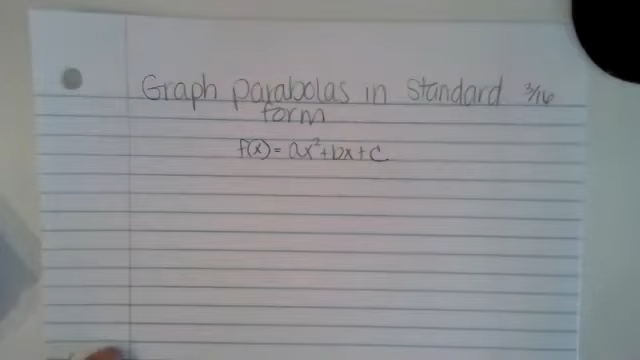 Graph parabolas in standard 3/16
form
f(x) = ax²+bx+c